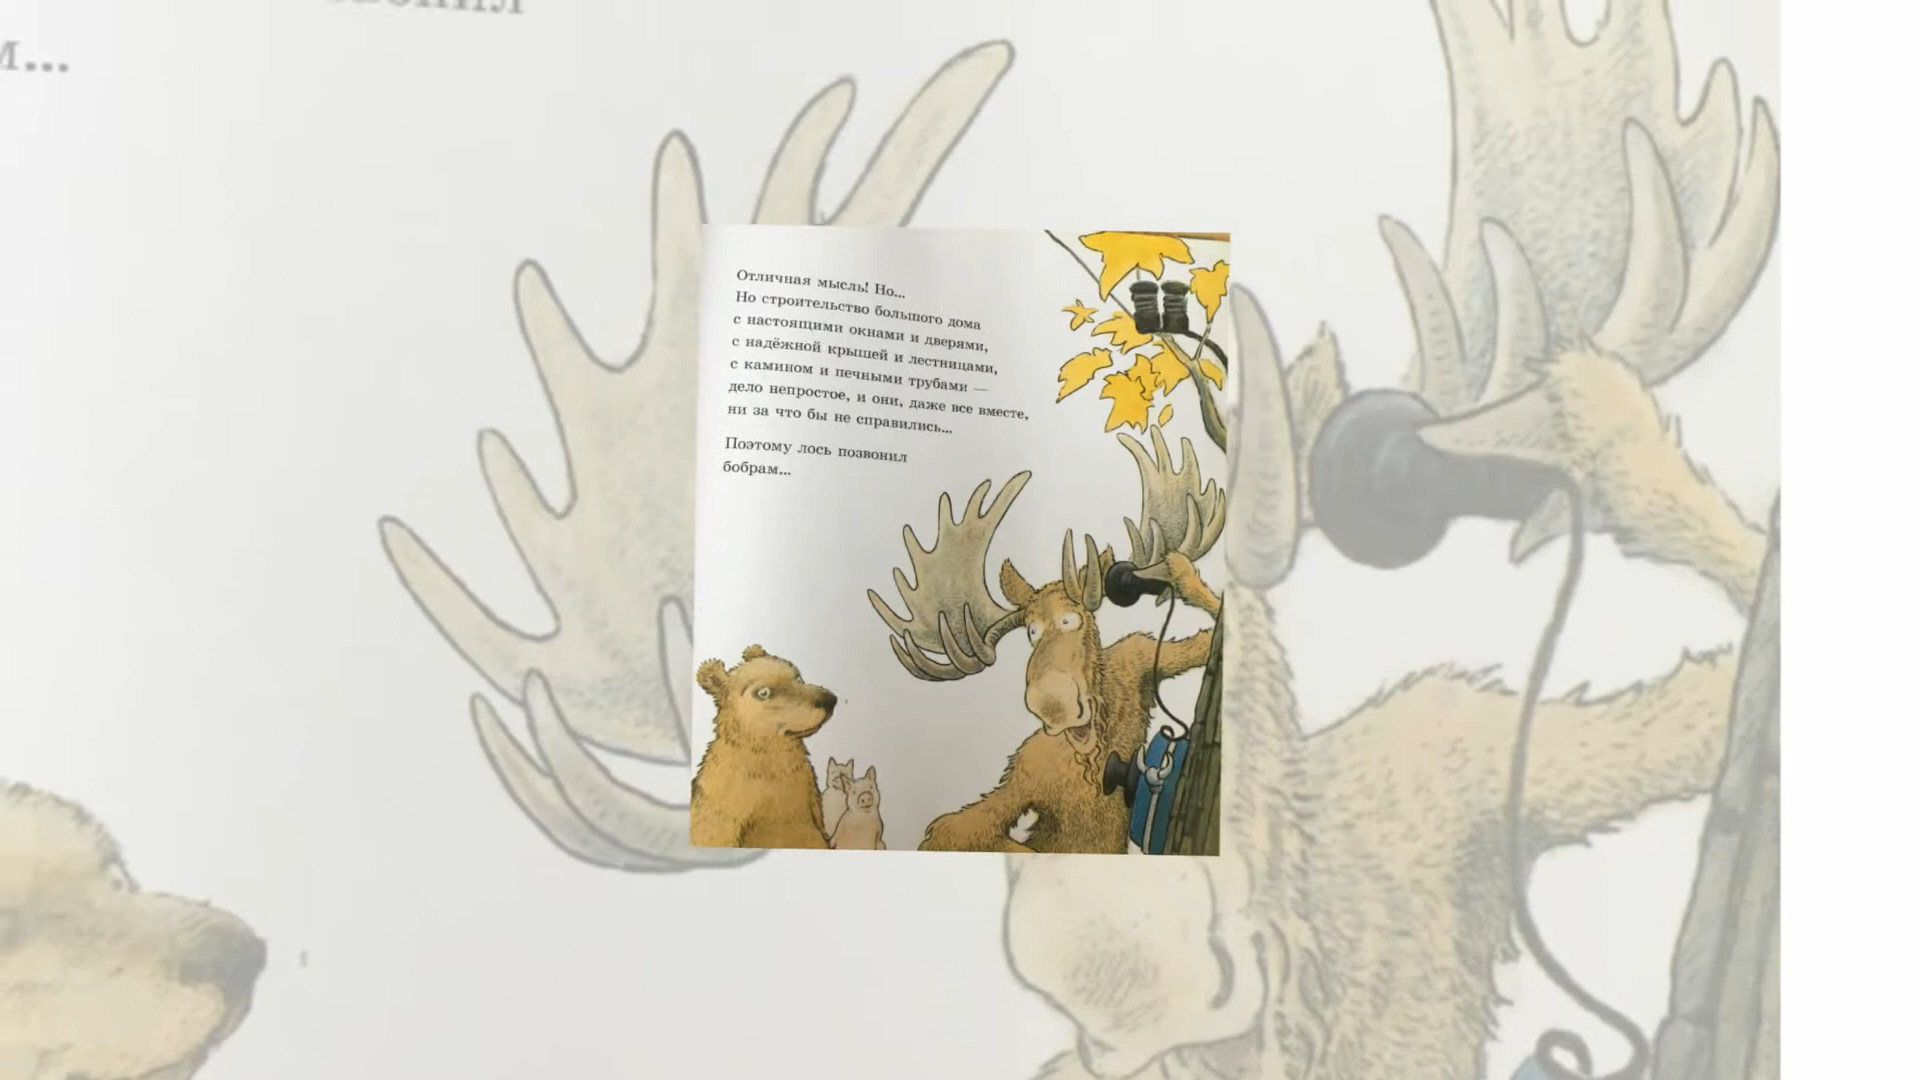 Отличная мысль! Но...
Но строительство большого дома
с настоящими окнами и дверями,
с надёжной крышей и лестницами,
с камином и печными трубами —
дело непростое, и они, даже все вместе,
ни за что бы не справились...
Поэтому лось позвонил
бобрам...